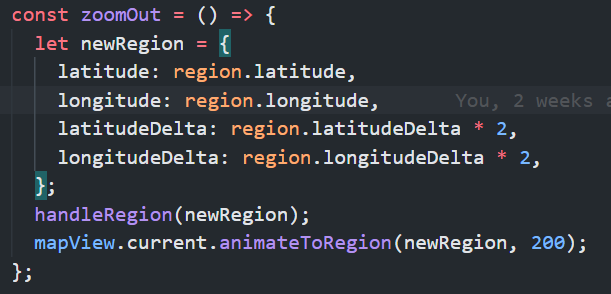 const zoomOut = () => {
let newRegion = {
latitude: region.latitude,
longitude: region.longitude, You, 2 weeks a
latitudeDelta: region.latitudeDelta * 2,
longitudeDelta: region.longitudeDelta * 2,
};
handleRegion(newRegion);
mapView.current.animateToRegion(newRegion, 200);
};